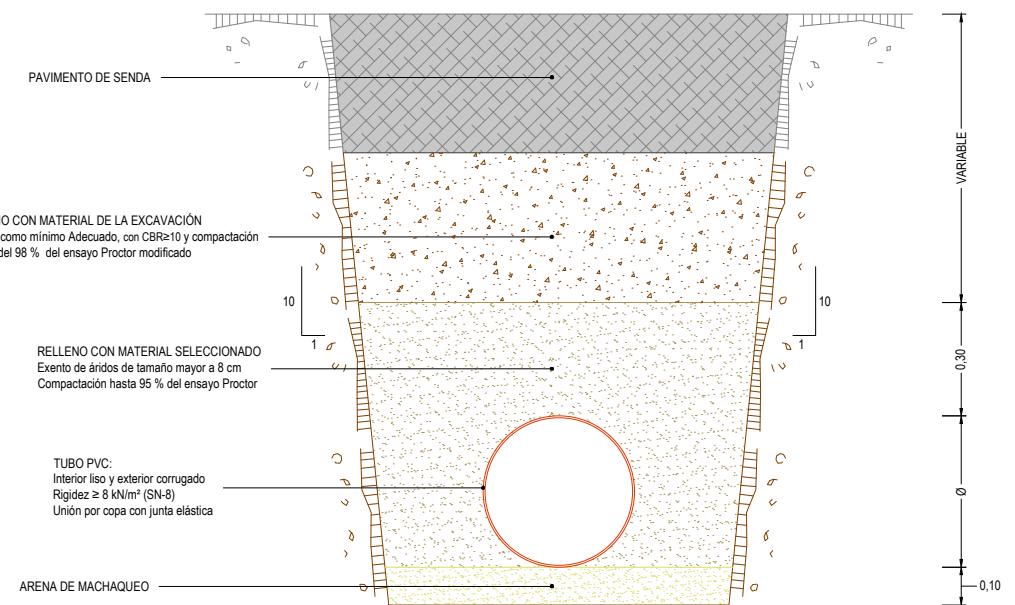 PAVIMENTO DE SENDA
CON MATERIAL DE LA EXCAVACIÓN
como mínimo Adecuado, con CBR≥10 y compactación
del 98 % del ensayo Proctor modificado
10
1
10
1
RELLENO CON MATERIAL SELECCIONADO
Exento de áridos de tamaño mayor a 8 cm
Compactación hasta 95 % del ensayo Proctor
TUBO PVC:
Interior liso y exterior corrugado
Rigidez ≥ 8 kN/m² (SN-8)
Unión por copa con junta elástica
ARENA DE MACHAQUEO
VARIABLE
0,30
Ø
0,10